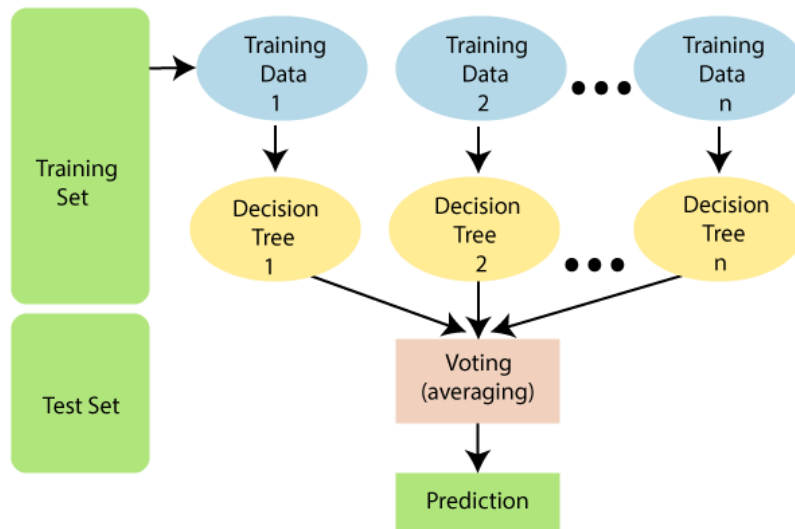 Training
Set
Test Set
Training
Data
1
Training
Data
2
Training
Data
n
Decision
Tree
1
Decision
Tree
2
Decision
Tree
n
Voting
(averaging)
Prediction